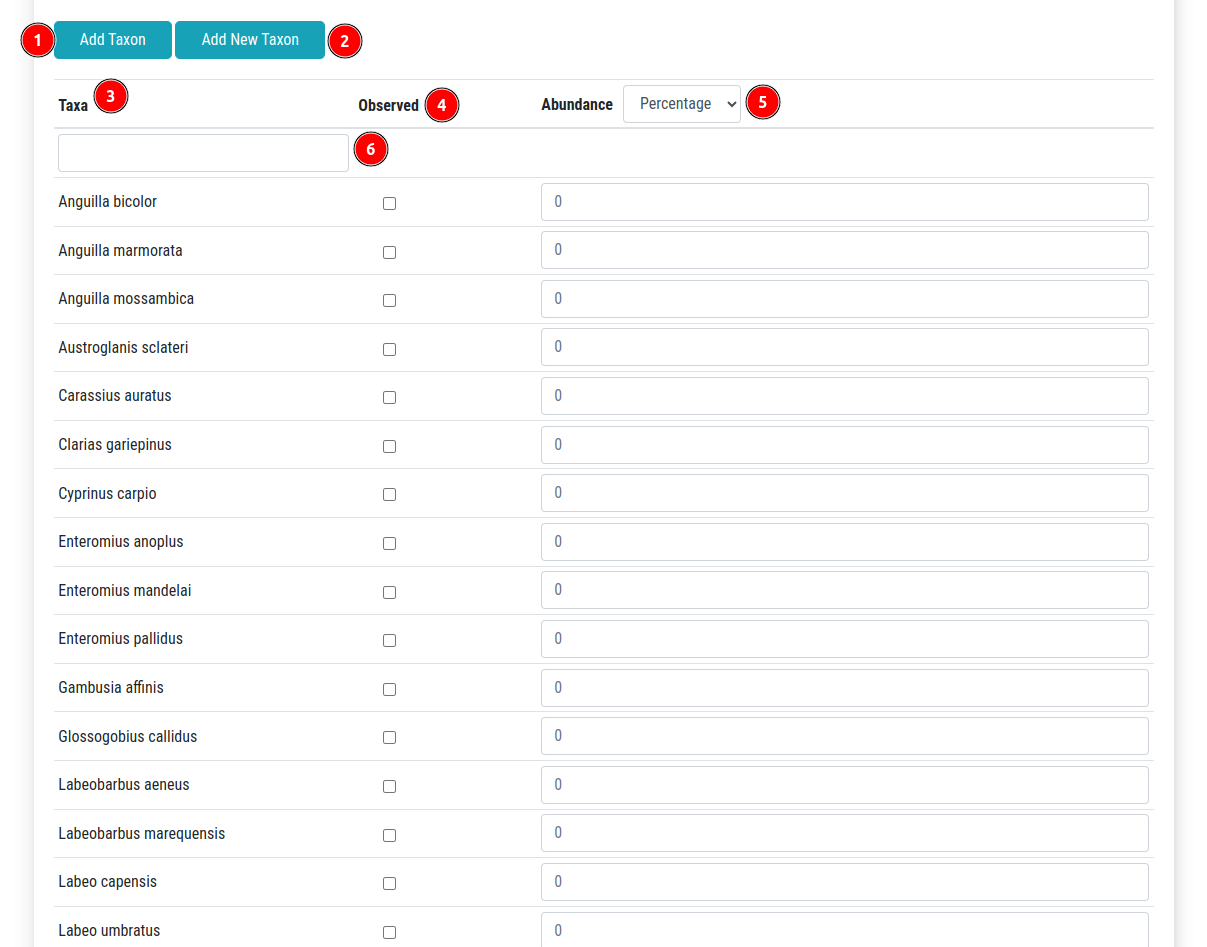 1 Add Taxon Add New Taxon 2
Taxa 3 Observed 4 Abundance Percentage 5
6
Anguilla bicolor 0
Anguilla marmorata 0
Anguilla mossambica 0
Austroglanis sclateri 0
Carassius auratus 0
Clarias gariepinus 0
Cyprinus carpio 0
Enteromius anoplus 0
Enteromius mandelai 0
Enteromius pallidus 0
Gambusia affinis 0
Glossogobius callidus 0
Labeobarbus aeneus 0
Labeobarbus marequensis 0
Labeo capensis 0
Labeo umbratus 0